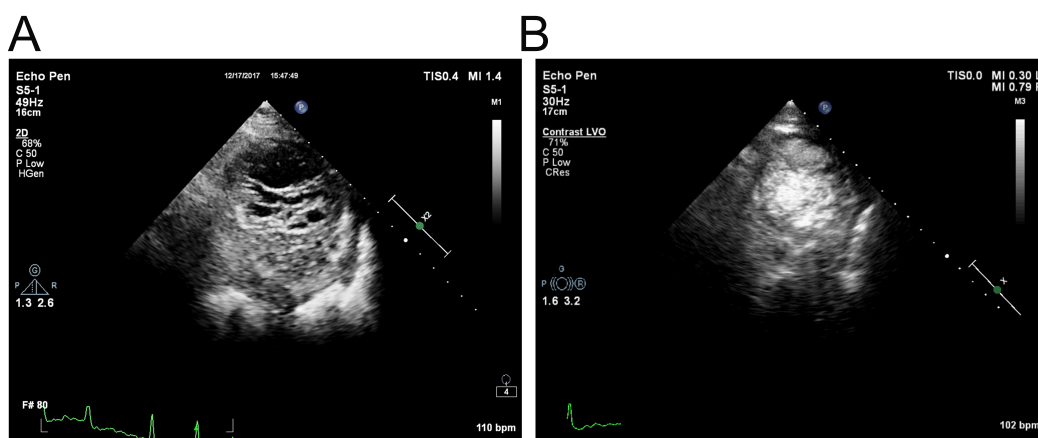 A
B
Echo Pen
12/17/2017 15:47:49
TIS0.4 MI 1.4
S5-1
49Hz
16cm
M1
2D
68%
C 50
P Low
HGen
X2
P
G
P R
1.3 2.6
4
F# 80
110 bpm
Echo Pen
TIS0.0 MI 0.30
MI 0.79
S5-1
30Hz
17cm
M3
Contrast LVO
71%
C 50
P Low
CRes
P
G
P R
1.6 3.2
102 bpm